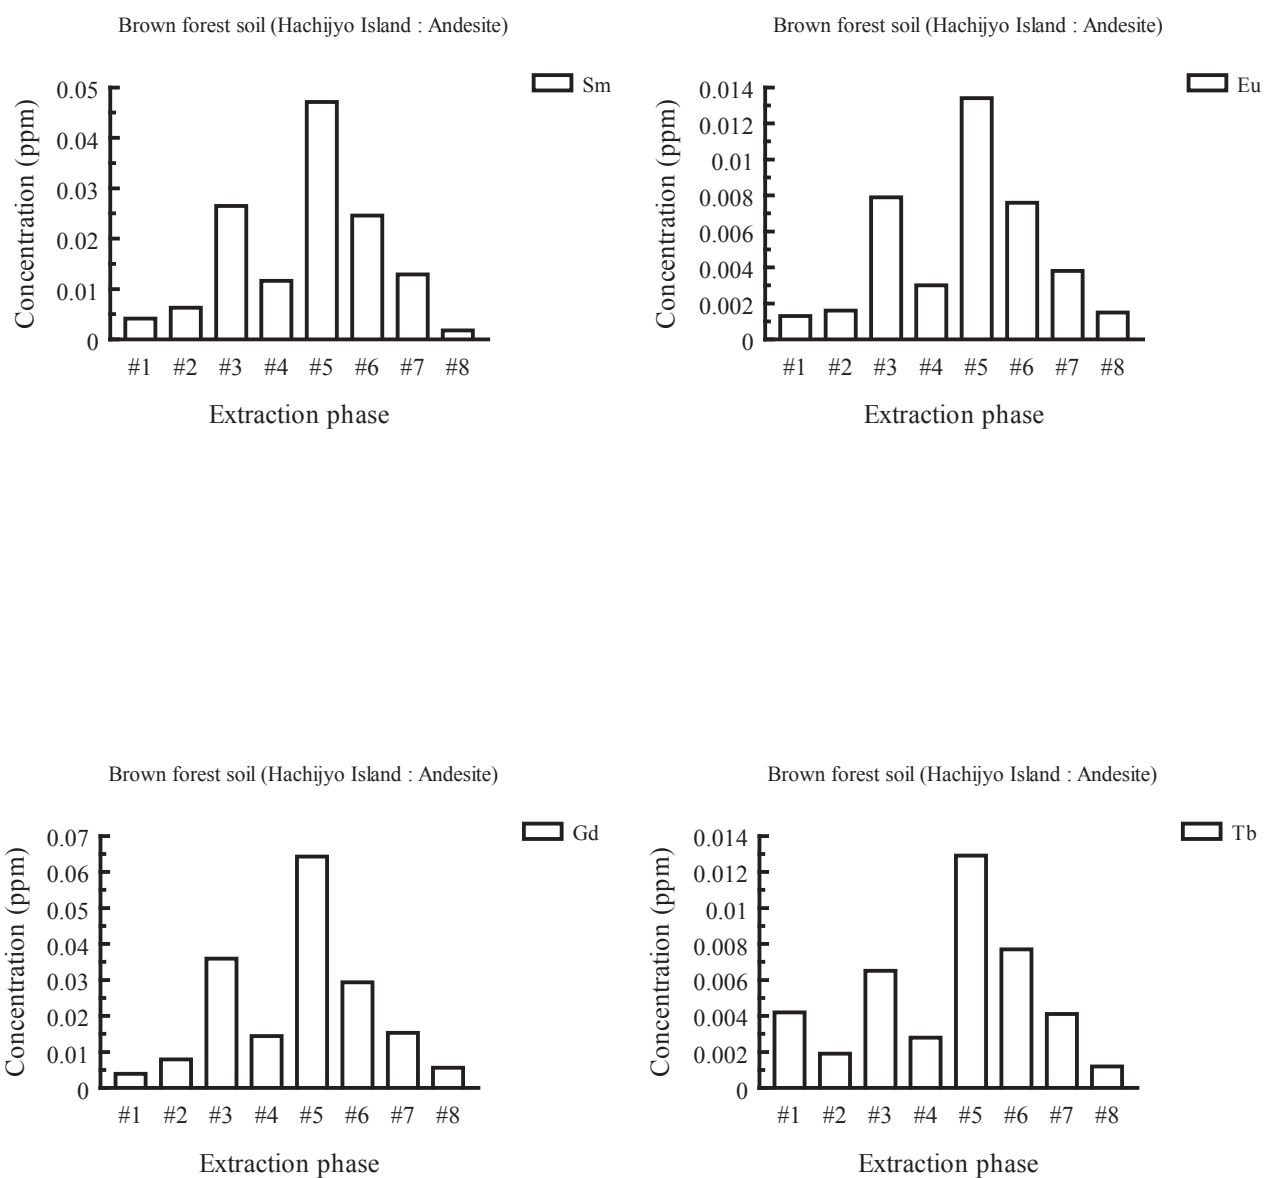 Brown forest soil (Hachijyo Island : Andesite)
Sm
Concentration (ppm)
0.05
0.04
0.03
0.02
0.01
0
#1 #2 #3 #4 #5 #6 #7 #8
Extraction phase
Brown forest soil (Hachijyo Island : Andesite)
Eu
Concentration (ppm)
0.014
0.012
0.01
0.008
0.006
0.004
0.002
0
#1 #2 #3 #4 #5 #6 #7 #8
Extraction phase
Brown forest soil (Hachijyo Island : Andesite)
Gd
Concentration (ppm)
0.07
0.06
0.05
0.04
0.03
0.02
0.01
0
#1 #2 #3 #4 #5 #6 #7 #8
Extraction phase
Brown forest soil (Hachijyo Island : Andesite)
Tb
Concentration (ppm)
0.014
0.012
0.01
0.008
0.006
0.004
0.002
0
#1 #2 #3 #4 #5 #6 #7 #8
Extraction phase